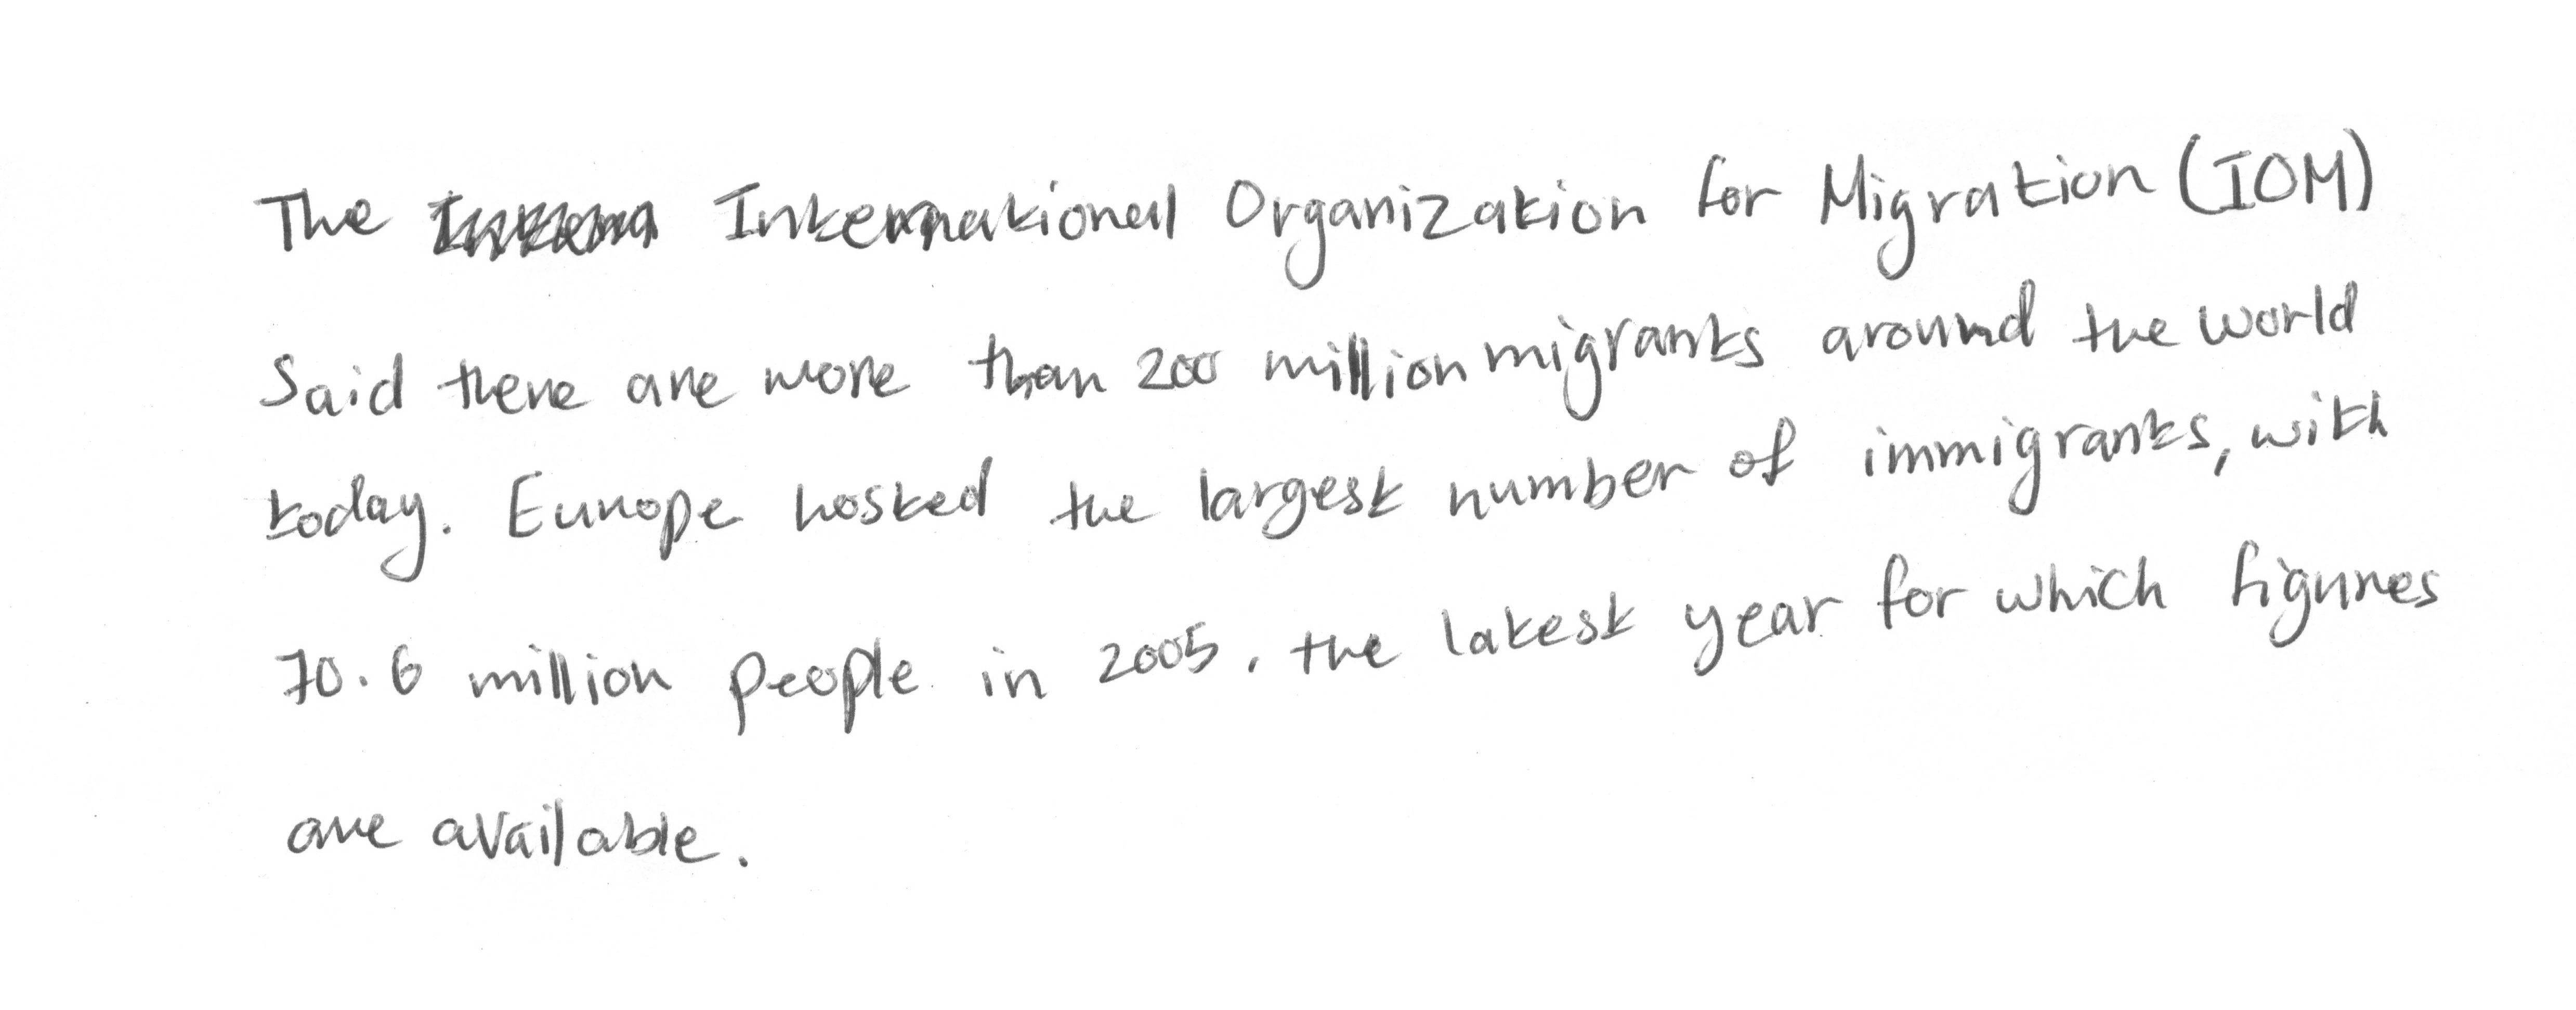 The International Organization for Migration (IOM)
Said there are more than 200 million migrants around the world
today. Europe hosted the largest number of immigrants, with
70.6 million people in 2005, the latest year for which figures
are available.